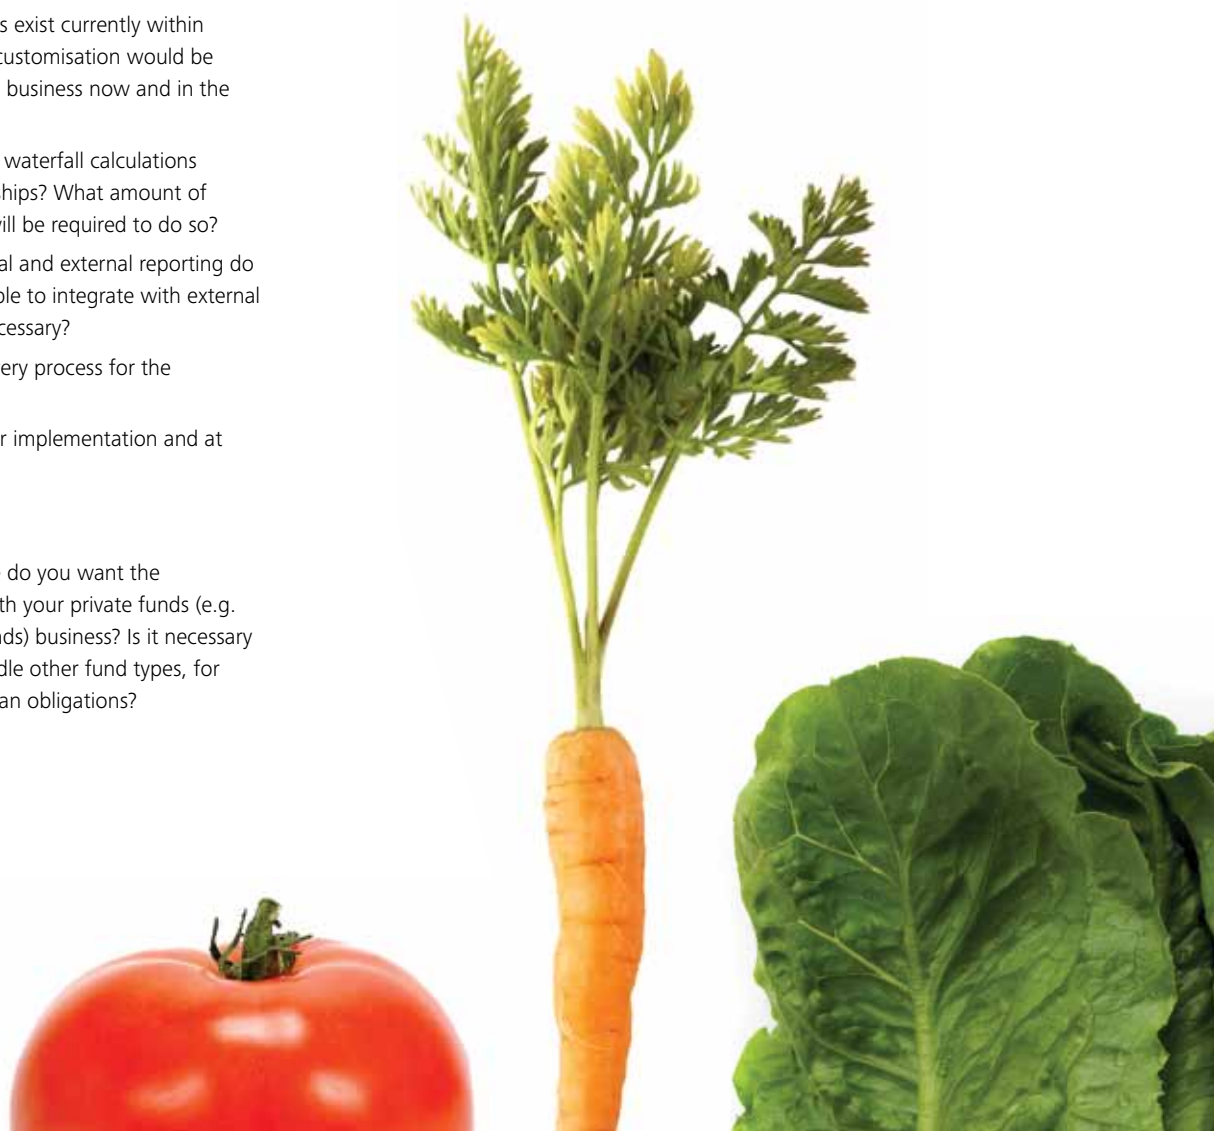 s exist currently within
customisation would be
business now and in the
waterfall calculations
ships? What amount of
will be required to do so?
al and external reporting do
ble to integrate with external
cessary?
ery process for the
r implementation and at
do you want the
th your private funds (e.g.
ds) business? Is it necessary
dle other fund types, for
an obligations?